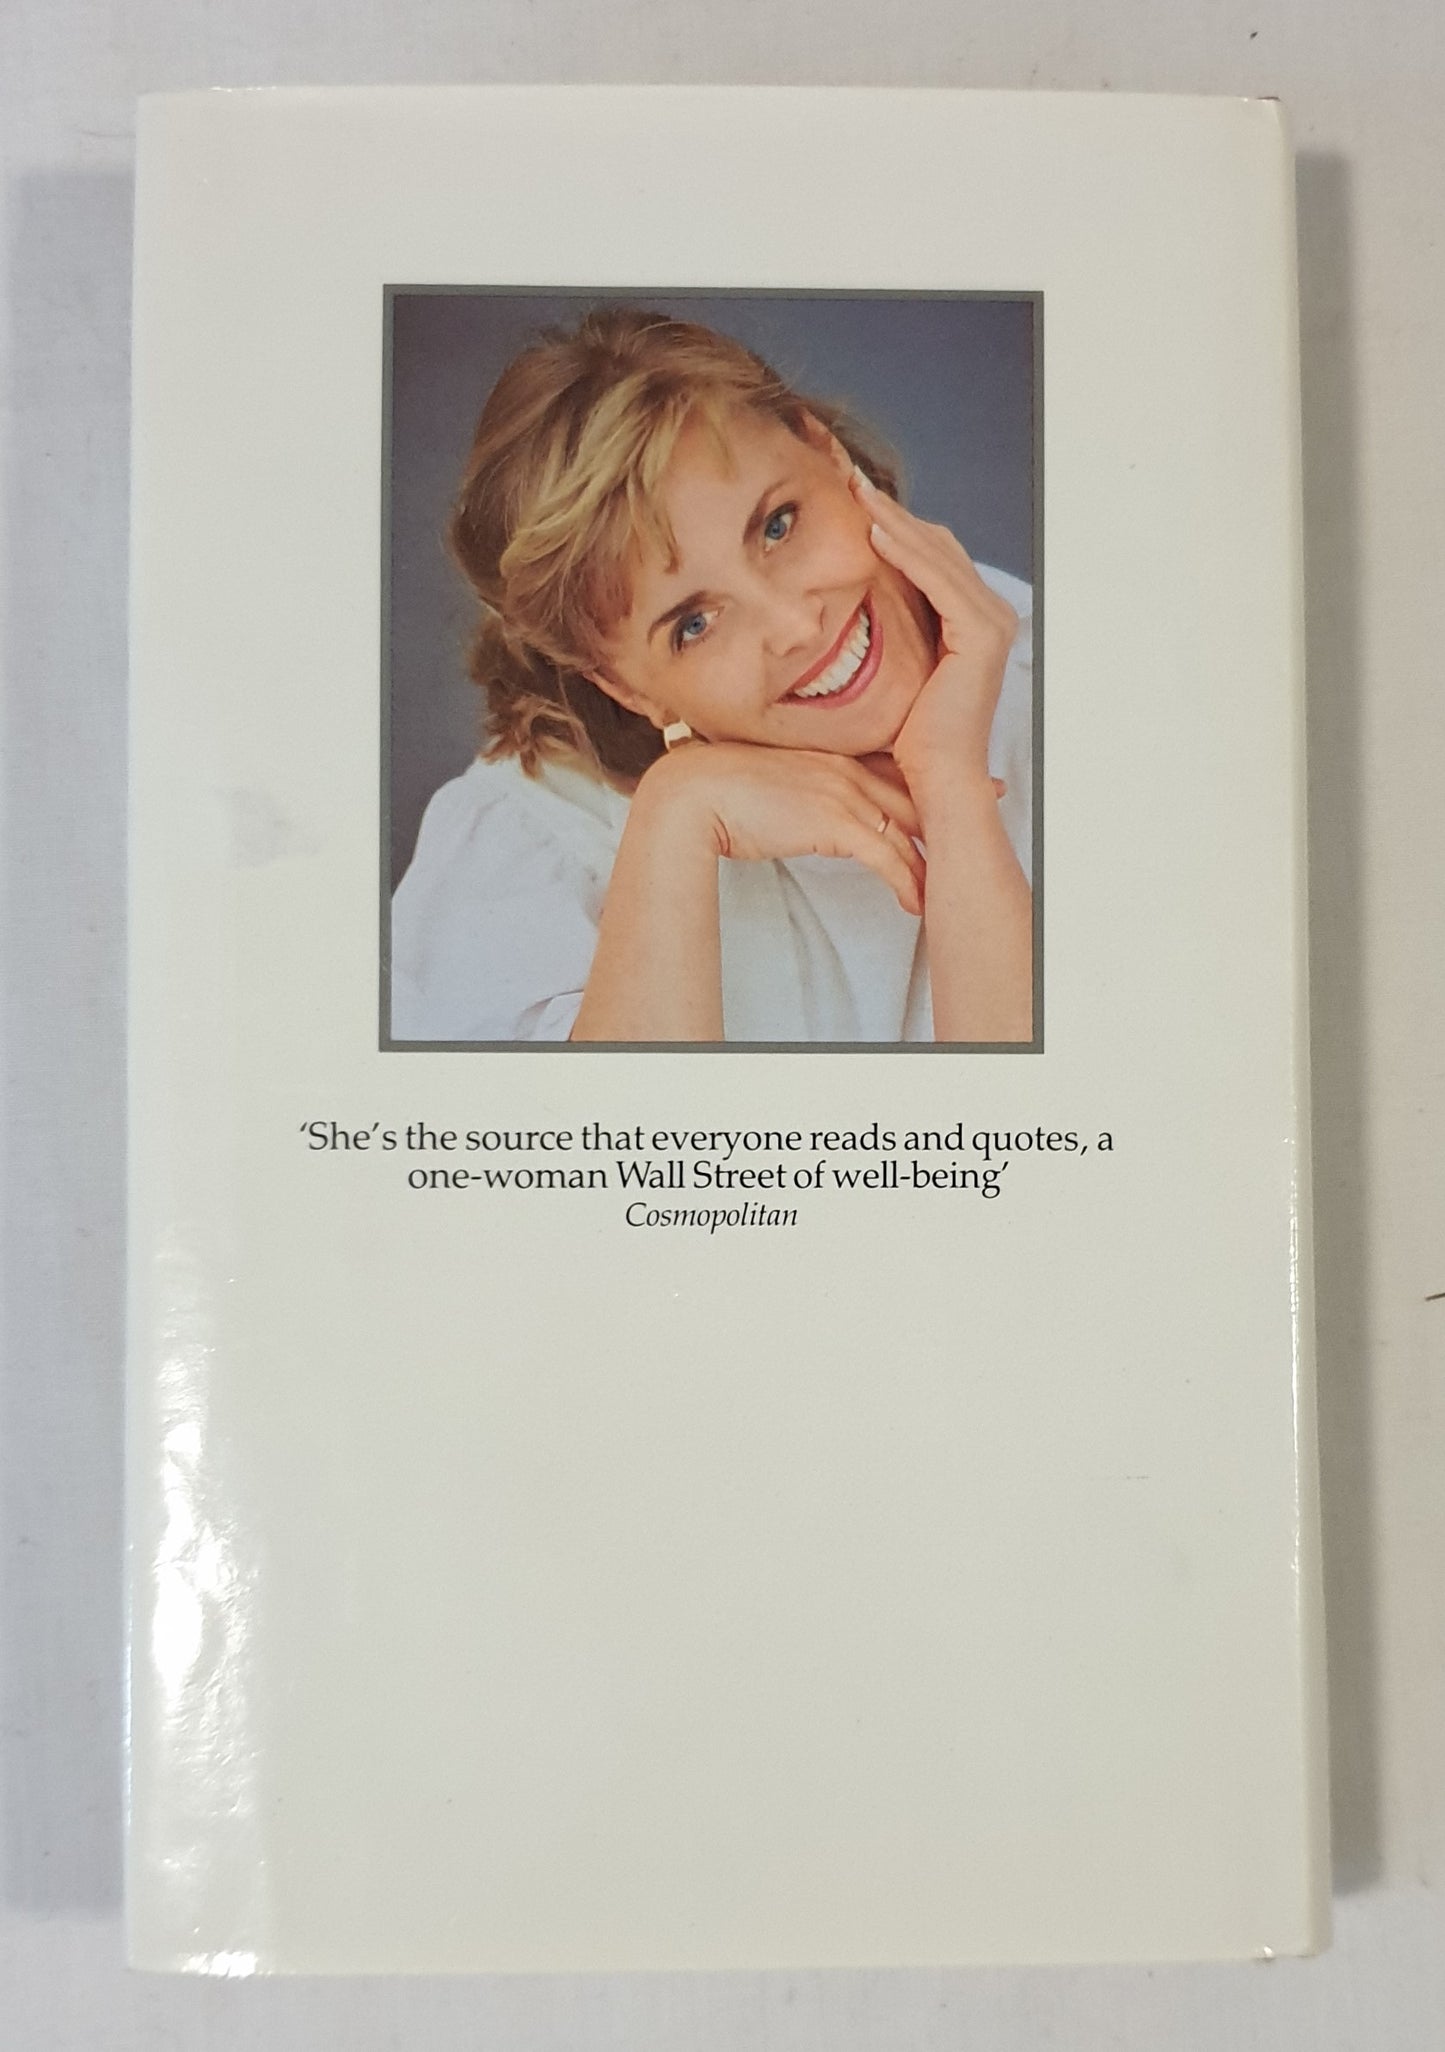 ‘She’s the source that everyone reads and quotes, a
one-woman Wall Street of well-being’
Cosmopolitan